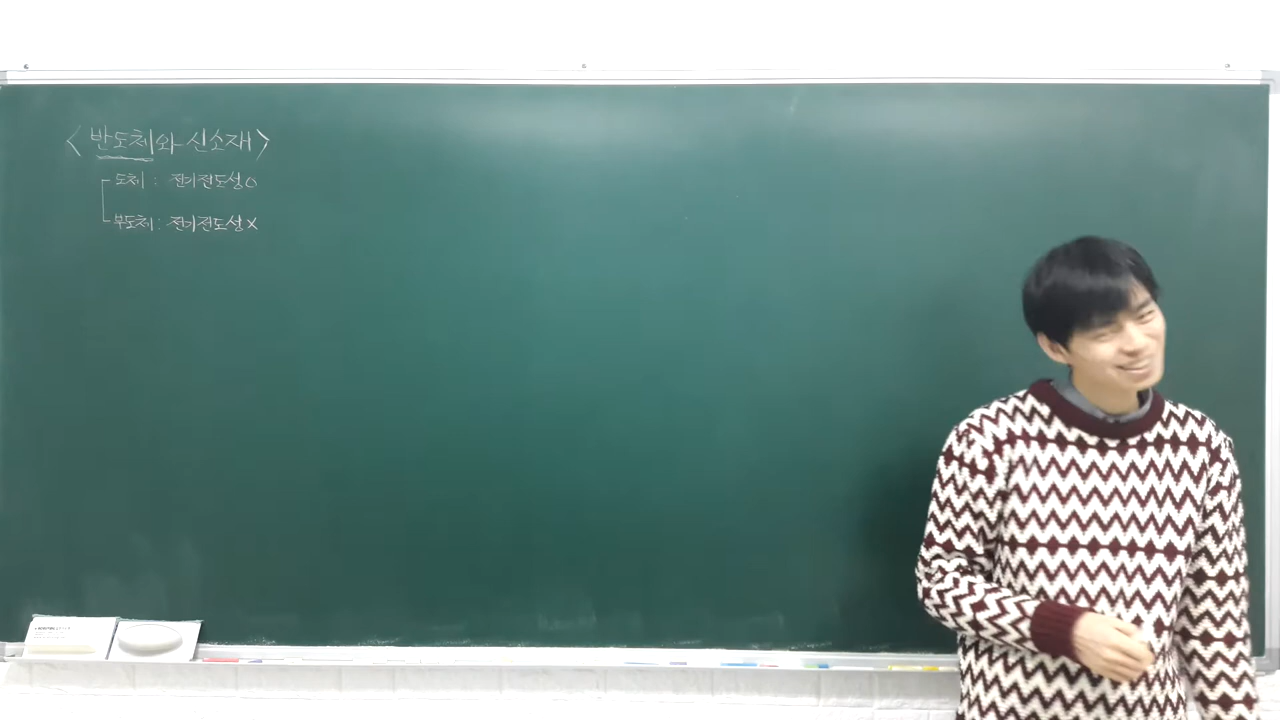 <반도체와 신소재>
도체 : 전기전도성○
부도체 : 전기전도성×